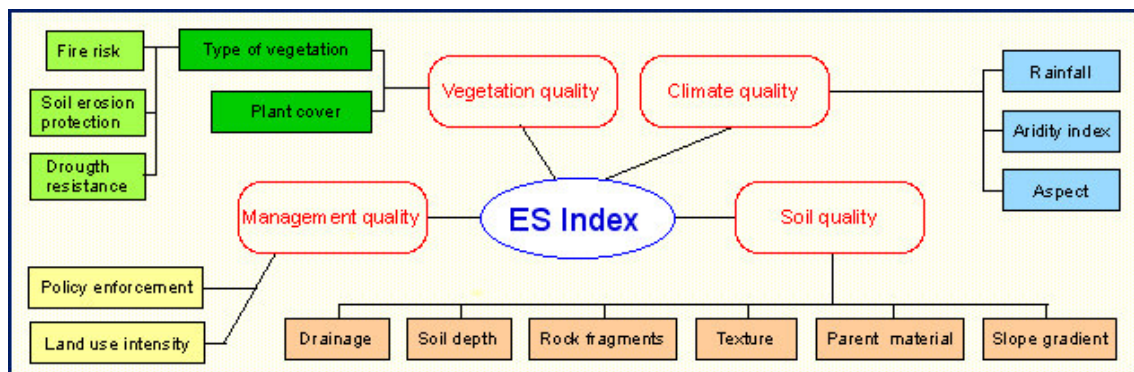 Fire risk
Type of vegetation
Soil erosion
protection
Plant cover
Drougth
resistance
Vegetation quality
Climate quality
Rainfall
Aridity index
Aspect
Management quality
ES Index
Soil quality
Policy enforcement
Land use intensity
Drainage
Soil depth
Rock fragments
Texture
Parent material
Slope gradient